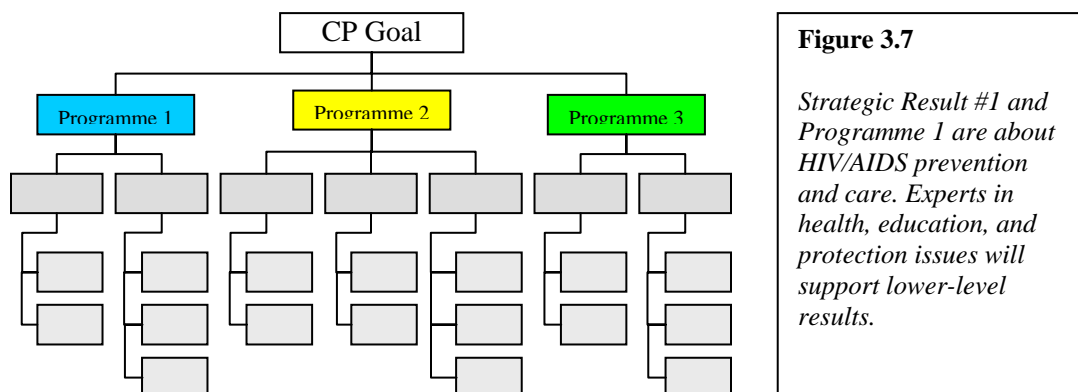 CP Goal
Programme 1
Programme 2
Programme 3
Figure 3.7
Strategic Result #1 and
Programme 1 are about
HIV/AIDS prevention
and care. Experts in
health, education, and
protection issues will
support lower-level
results.